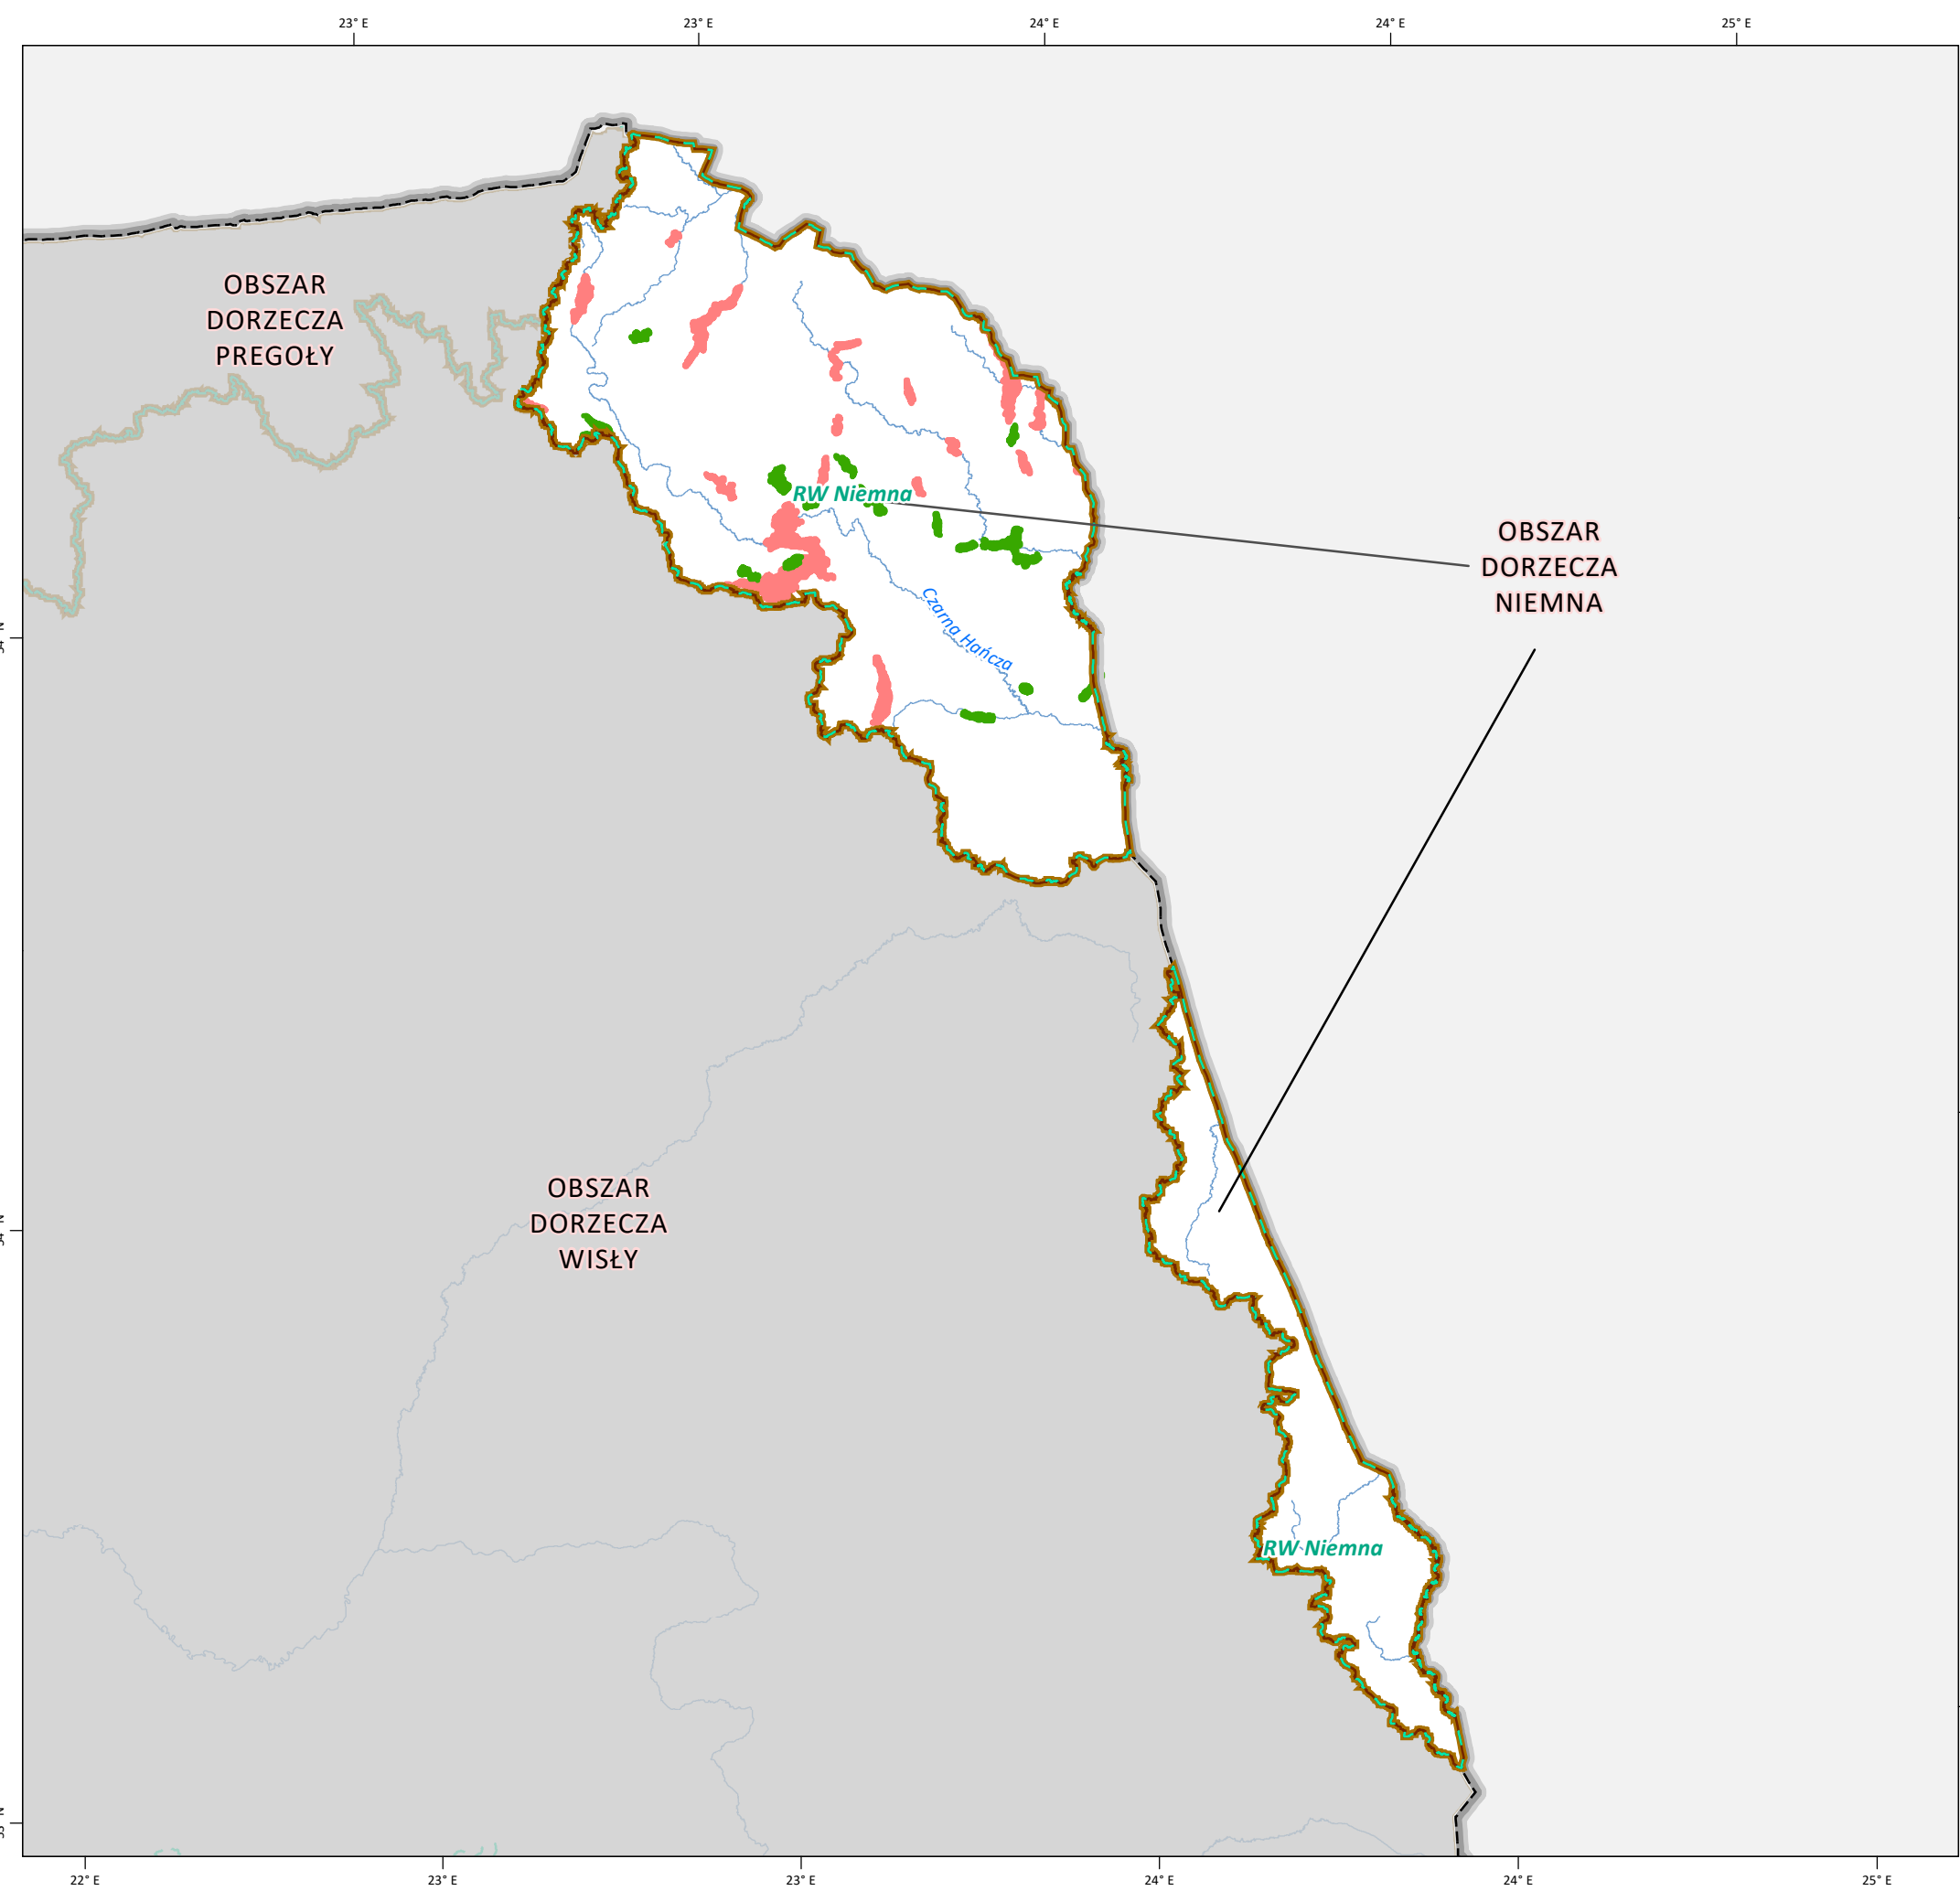 23° E
23° E
24° E
24° E
25° E
OBSZAR
DORZECZA
PREGOŁY
RW Niemna
OBSZAR
DORZECZA
NIEMNA
Czarna Hańcza
OBSZAR
DORZECZA
WISŁY
RW Niemna
22° E
23° E
23° E
24° E
24° E
25° E